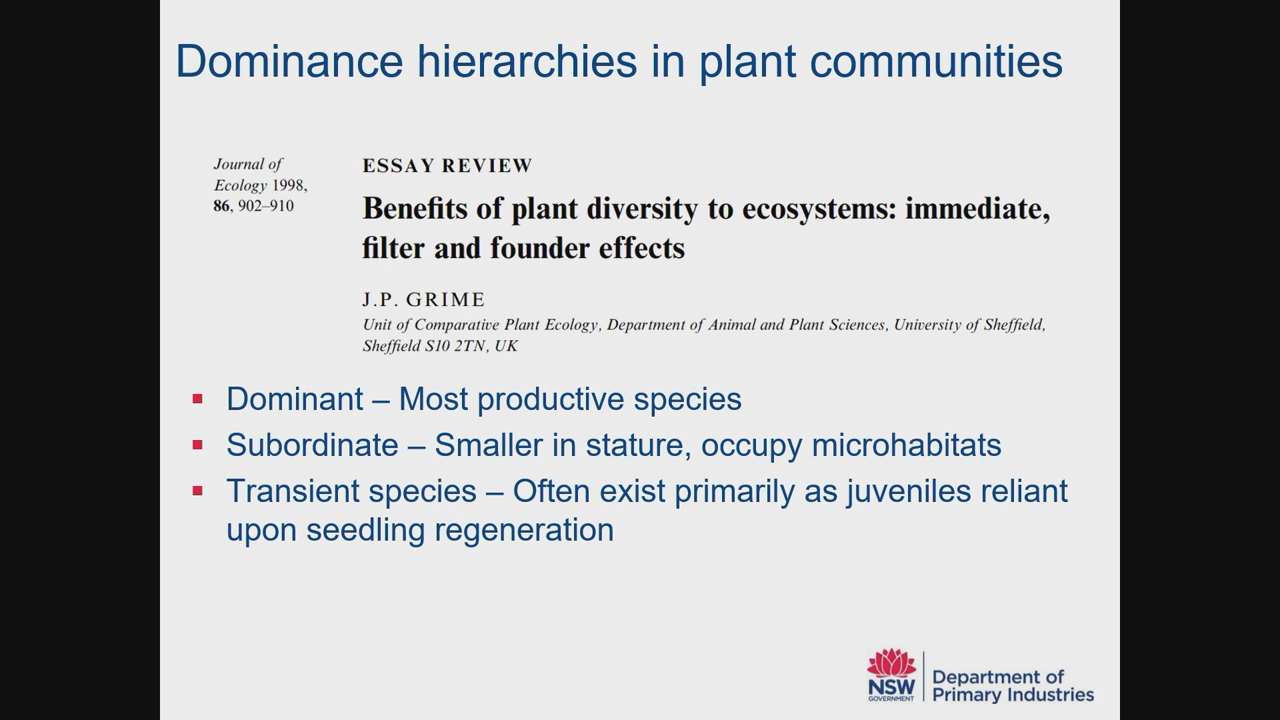 Dominance hierarchies in plant communities
Journal of
Ecology 1998,
86, 902–910
ESSAY REVIEW
Benefits of plant diversity to ecosystems: immediate,
filter and founder effects
J.P. GRIME
Unit of Comparative Plant Ecology, Department of Animal and Plant Sciences, University of Sheffield,
Sheffield S10 2TN, UK
▪ Dominant – Most productive species
▪ Subordinate – Smaller in stature, occupy microhabitats
▪ Transient species – Often exist primarily as juveniles reliant
upon seedling regeneration
NSW
GOVERNMENT
Department of
Primary Industries